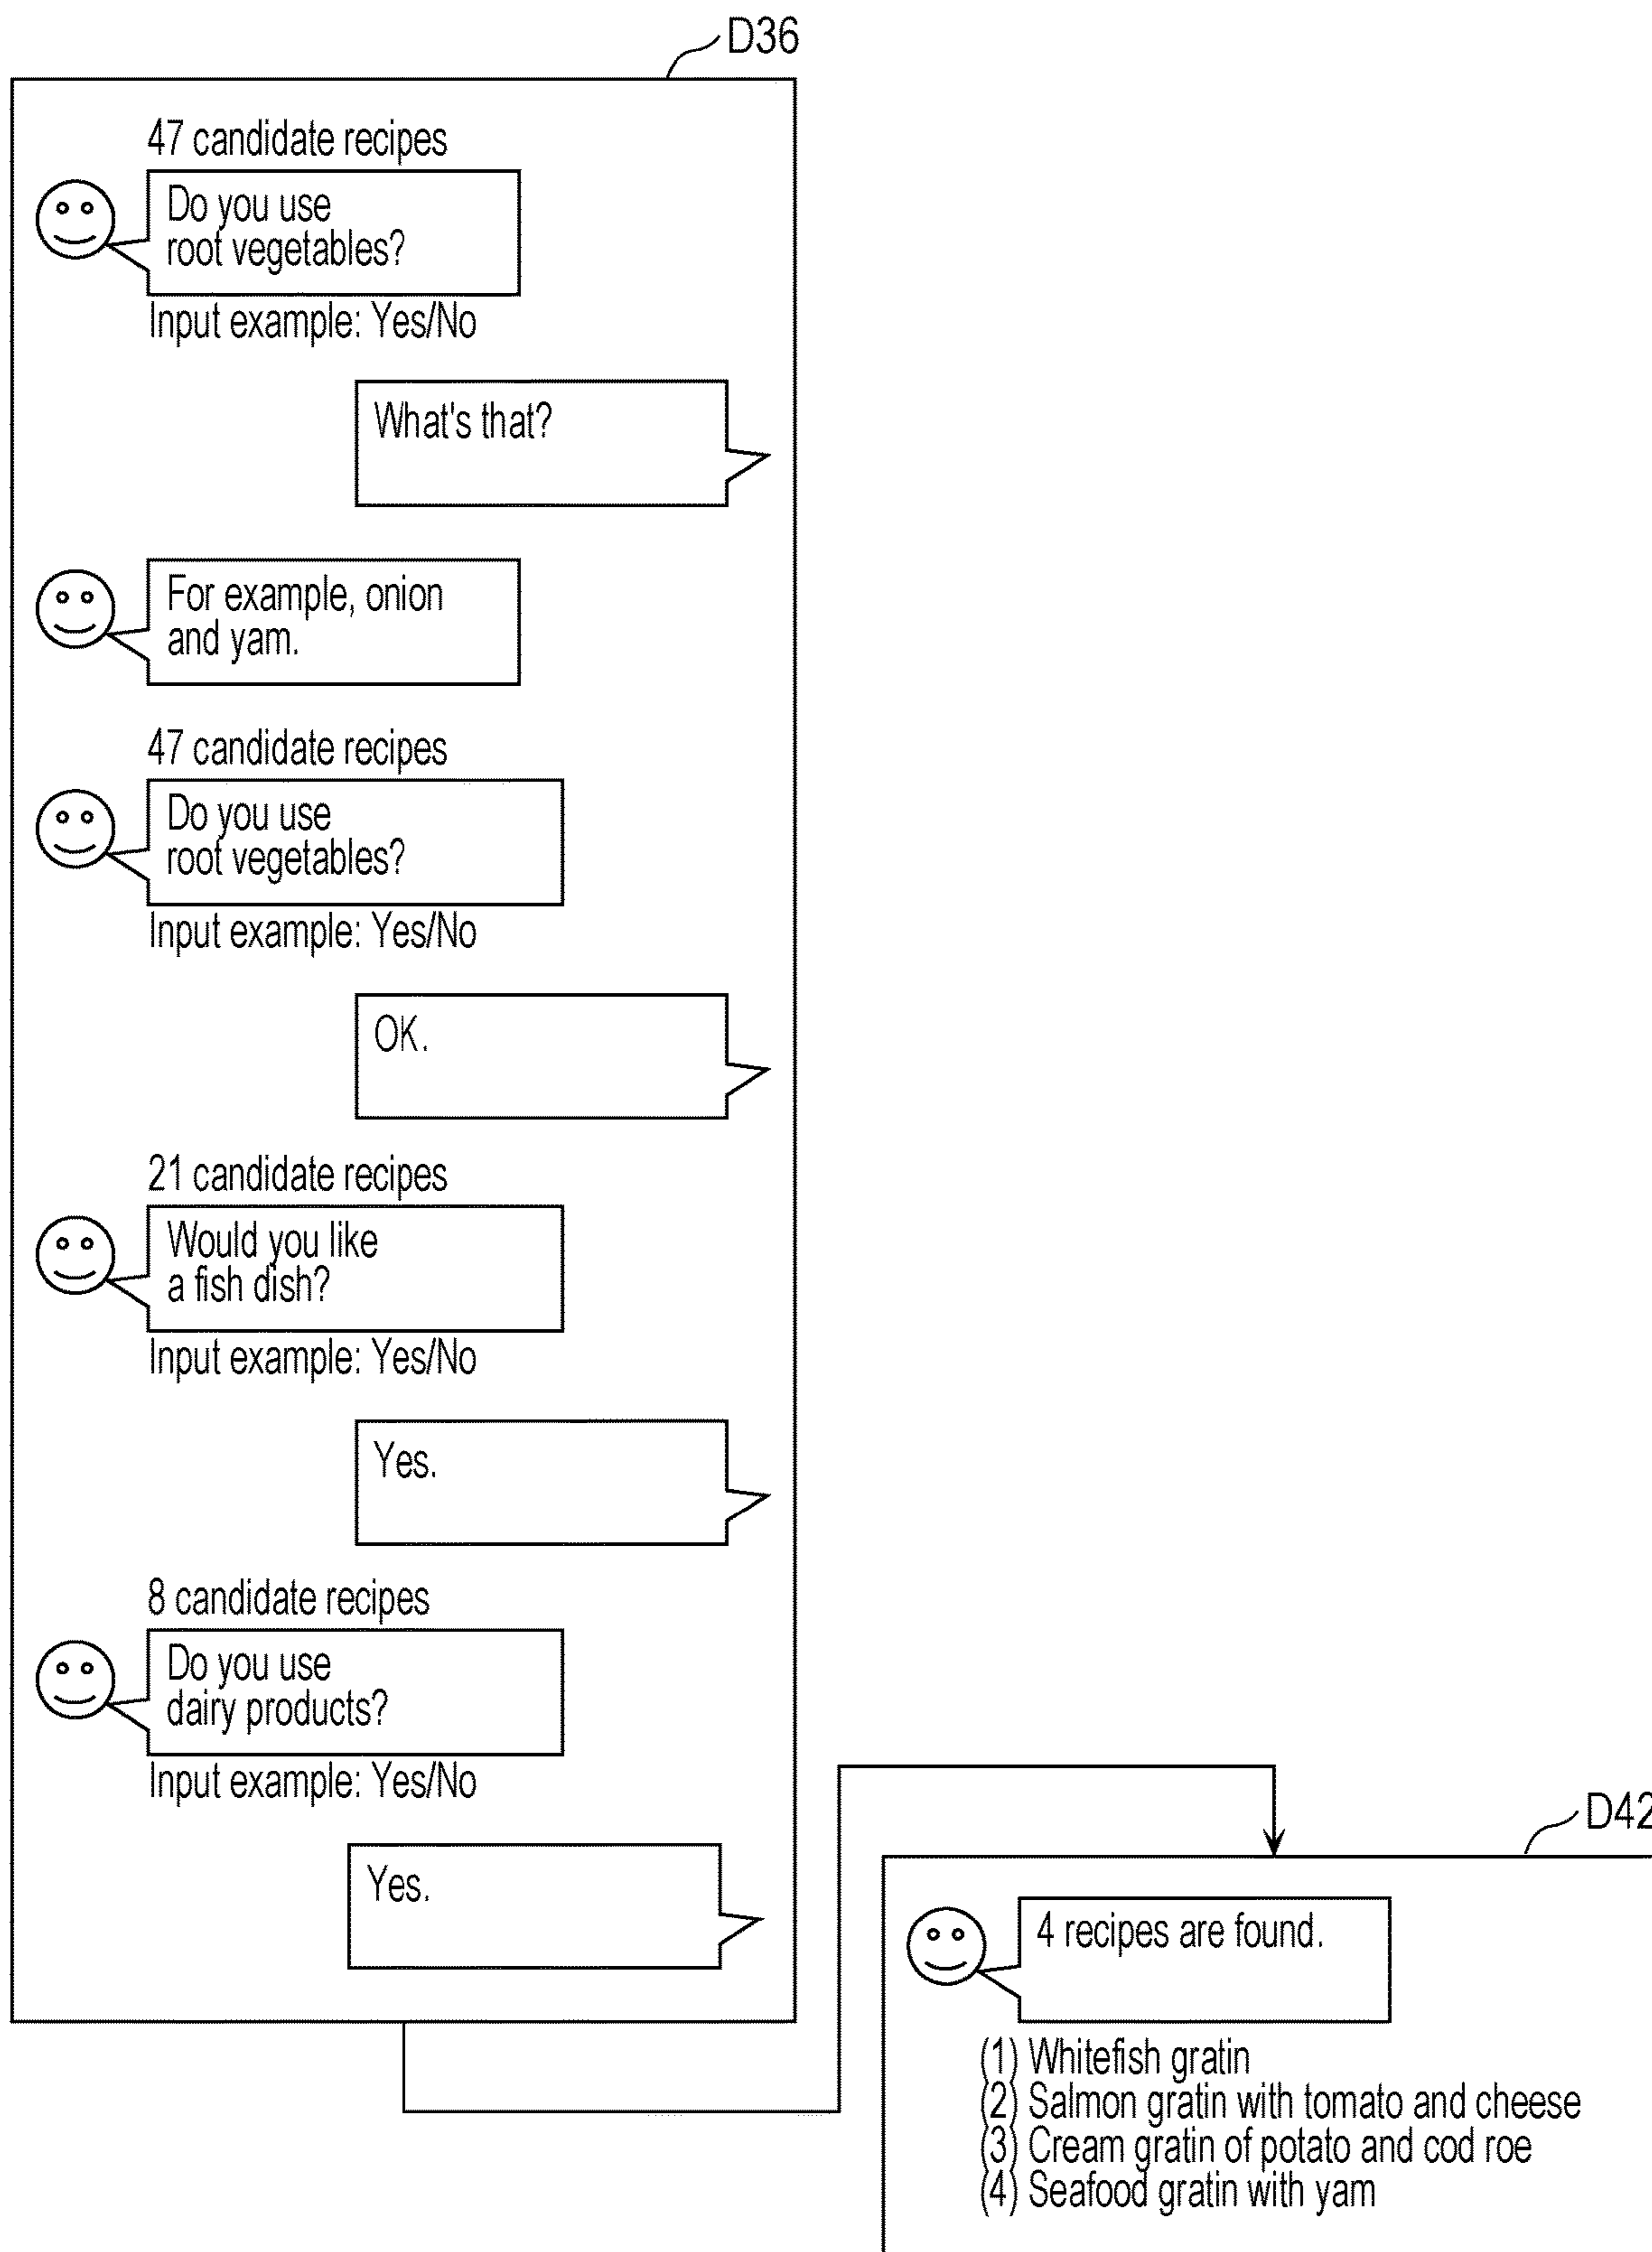 D36
47 candidate recipes
Do you use
root vegetables?
Input example: Yes/No
What's that?
For example, onion
and yam.
47 candidate recipes
Do you use
root vegetables?
Input example: Yes/No
OK.
21 candidate recipes
Would you like
a fish dish?
Input example: Yes/No
Yes.
8 candidate recipes
Do you use
dairy products?
Input example: Yes/No
Yes.
D42
4 recipes are found.
(1) Whitefish gratin
(2) Salmon gratin with tomato and cheese
(3) Cream gratin of potato and cod roe
(4) Seafood gratin with yam